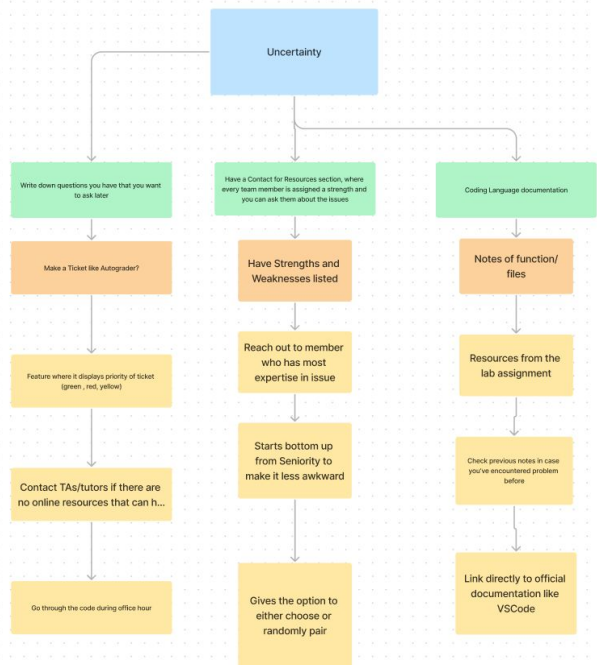 Uncertainty
Write down questions you have that you want
to ask later
Have a Contact for Resources section, where
every team member is assigned a strength and
you can ask them about the issues
Coding Language documentation
Make a Ticket like Autograder?
Have Strengths and
Weaknesses listed
Notes of function/
files
Feature where it displays priority of ticket
(green , red, yellow)
Reach out to member
who has most
expertise in issue
Resources from the
lab assignment
Contact TAs/tutors if there are
no online resources that can h...
Starts bottom up
from Seniority to
make it less awkward
Check previous notes in case
you've encountered problem
before
Go through the code during office hour
Gives the option to
either choose or
randomly pair
Link directly to official
documentation like
VSCode